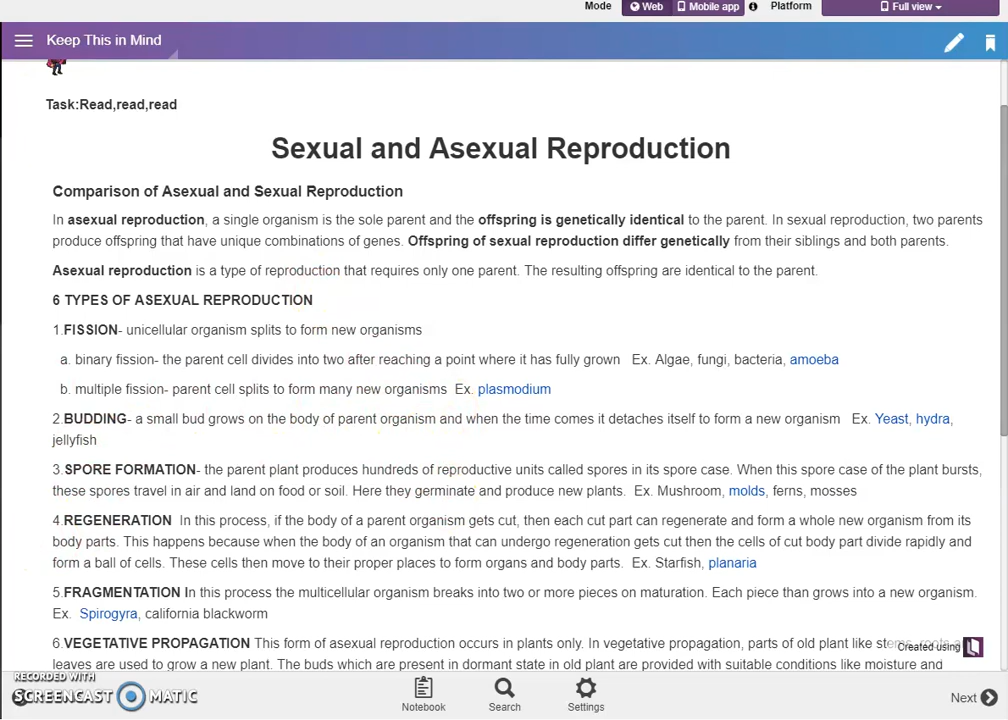 Mode Web Mobile app Platform Full view
Keep This in Mind
Task:Read,read,read
Sexual and Asexual Reproduction
Comparison of Asexual and Sexual Reproduction
In asexual reproduction, a single organism is the sole parent and the offspring is genetically identical to the parent. In sexual reproduction, two parents
produce offspring that have unique combinations of genes. Offspring of sexual reproduction differ genetically from their siblings and both parents.
Asexual reproduction is a type of reproduction that requires only one parent. The resulting offspring are identical to the parent.
6 TYPES OF ASEXUAL REPRODUCTION
1.FISSION- unicellular organism splits to form new organisms
a. binary fission- the parent cell divides into two after reaching a point where it has fully grown Ex. Algae, fungi, bacteria, amoeba
b. multiple fission- parent cell splits to form many new organisms Ex. plasmodium
2.BUDDING- a small bud grows on the body of parent organism and when the time comes it detaches itself to form a new organism Ex. Yeast, hydra,
jellyfish
3.SPORE FORMATION- the parent plant produces hundreds of reproductive units called spores in its spore case. When this spore case of the plant bursts,
these spores travel in air and land on food or soil. Here they germinate and produce new plants. Ex. Mushroom, molds, ferns, mosses
4.REGENERATION In this process, if the body of a parent organism gets cut, then each cut part can regenerate and form a whole new organism from its
body parts. This happens because when the body of an organism that can undergo regeneration gets cut then the cells of cut body part divide rapidly and
form a ball of cells. These cells then move to their proper places to form organs and body parts. Ex. Starfish, planaria
5.FRAGMENTATION In this process the multicellular organism breaks into two or more pieces on maturation. Each piece than grows into a new organism.
Ex. Spirogyra, california blackworm
6.VEGETATIVE PROPAGATION This form of asexual reproduction occurs in plants only. In vegetative propagation, parts of old plant like stems, roots
Created using
leaves are used to grow a new plant. The buds which are present in dormant state in old plant are provided with suitable conditions like moisture and
RECORDED WITH
SCREENCAST MATIC
Notebook Search Settings Next